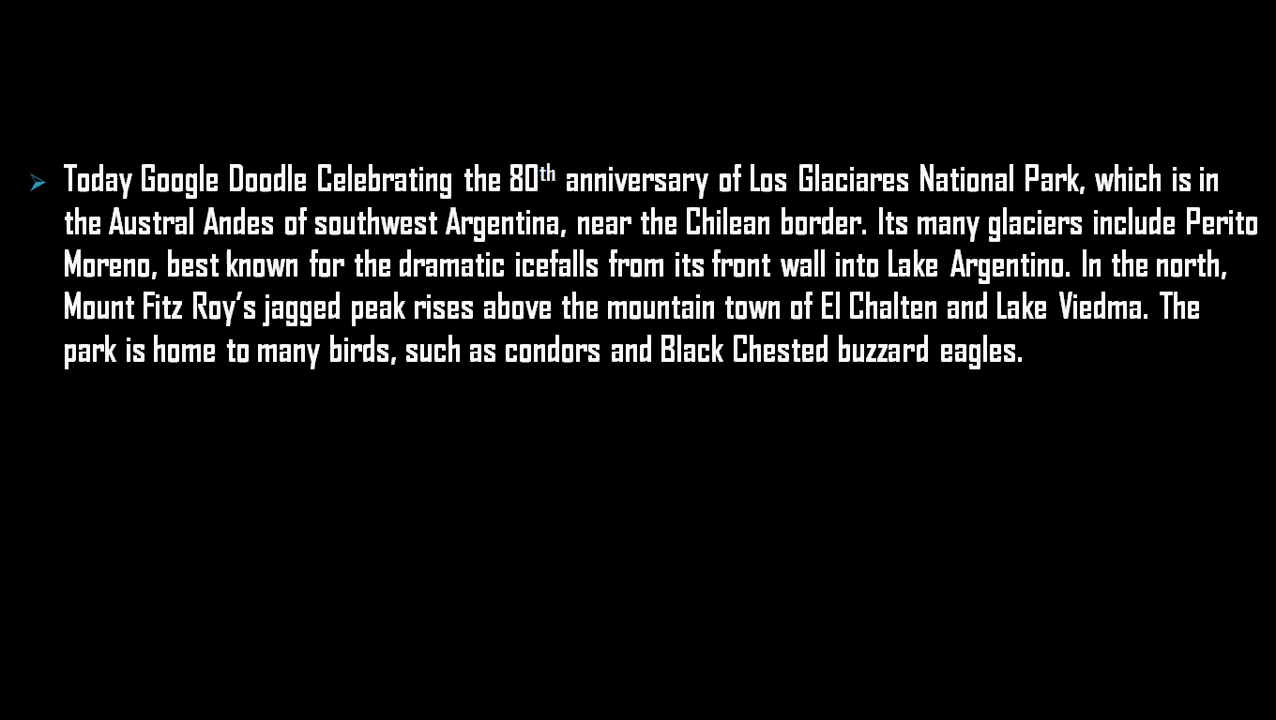 Today Google Doodle Celebrating the 80th anniversary of Los Glaciares National Park, which is in
the Austral Andes of southwest Argentina, near the Chilean border. Its many glaciers include Perito
Moreno, best known for the dramatic icefalls from its front wall into Lake Argentino. In the north,
Mount Fitz Roy’s jagged peak rises above the mountain town of El Chalten and Lake Viedma. The
park is home to many birds, such as condors and Black Chested buzzard eagles.